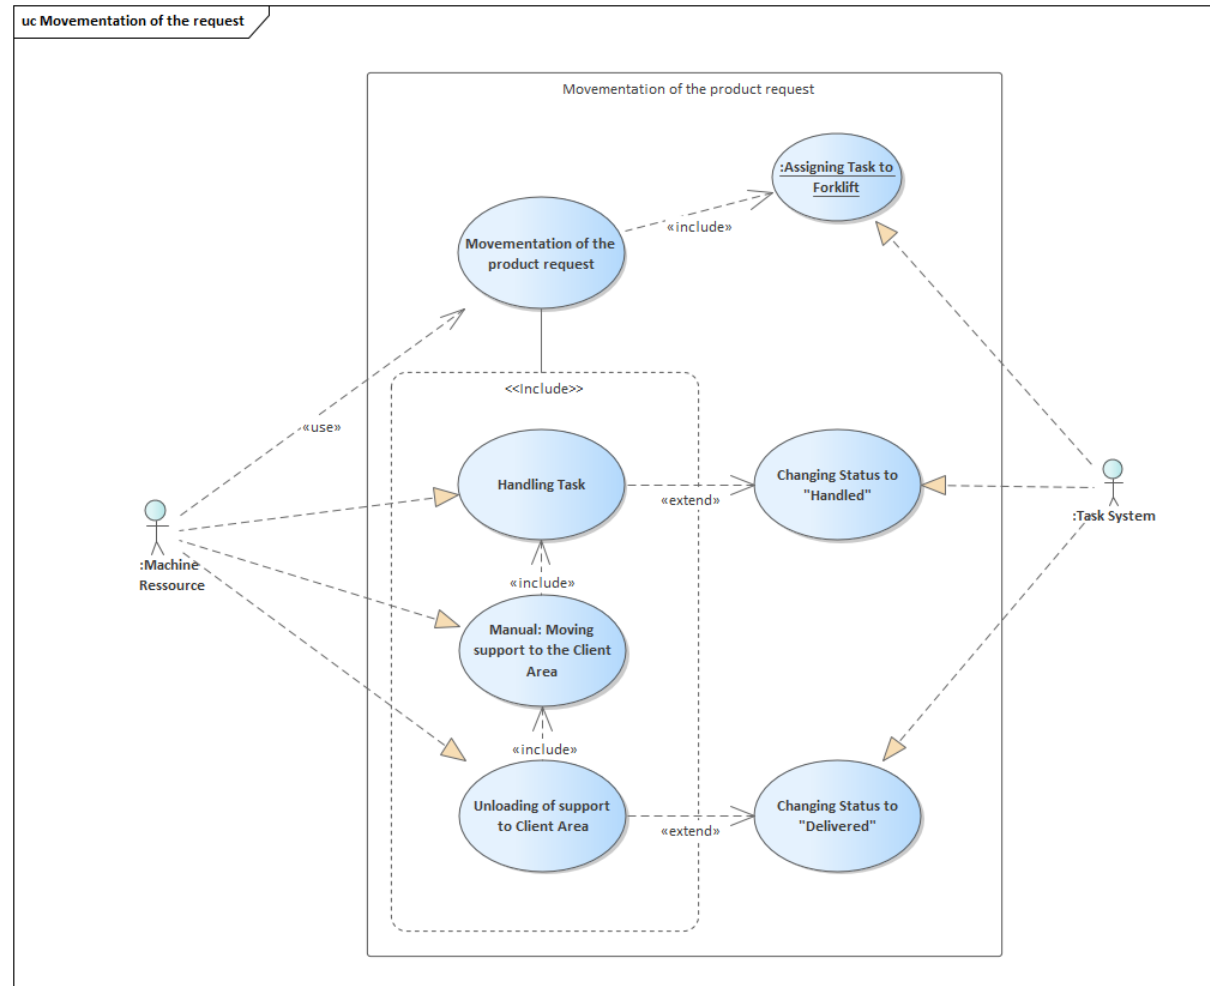 uc Movementation of the request
Movementation of the product request
:Assigning Task to
Forklift
«include»
Movementation of the
product request
<<Include>>
«use»
Handling Task
«extend»
Changing Status to
"Handled"
:Task System
:Machine
Ressource
«include»
Manual: Moving
support to the Client
Area
«include»
Unloading of support
to Client Area
«extend»
Changing Status to
"Delivered"